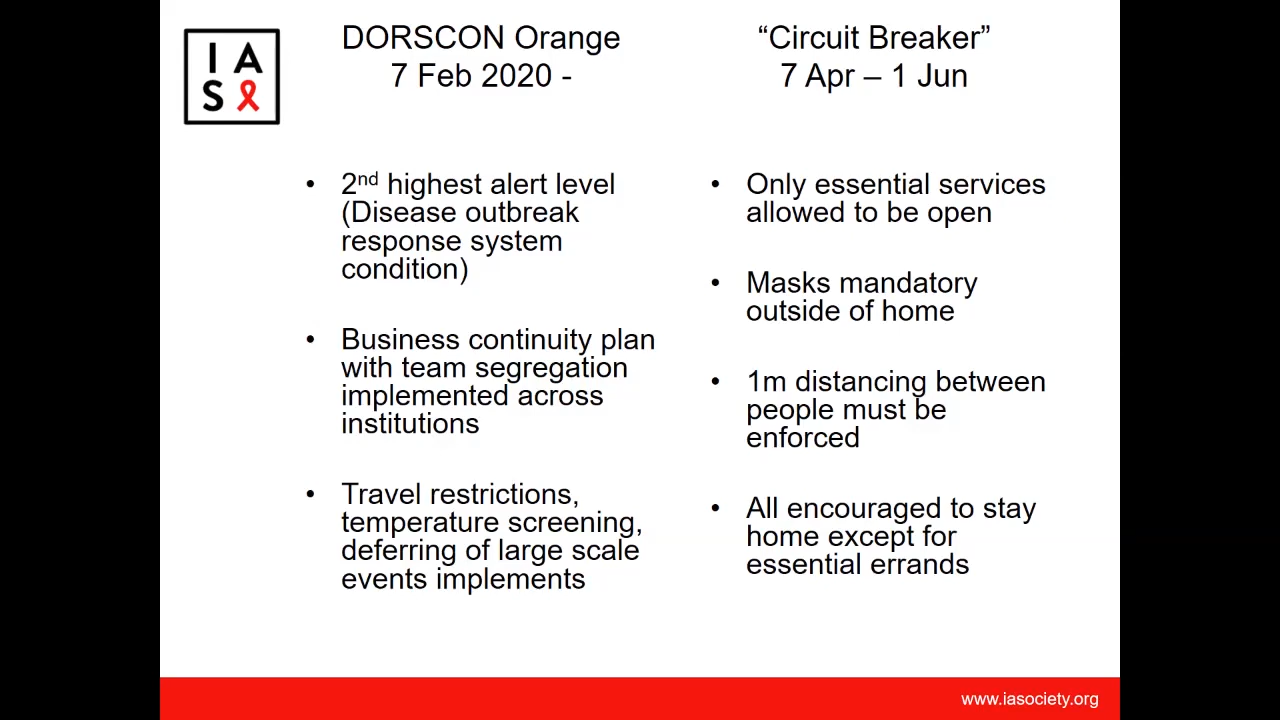 IA
S
DORSCON Orange
7 Feb 2020 -
“Circuit Breaker”
7 Apr – 1 Jun
• 2nd highest alert level
(Disease outbreak
response system
condition)
• Business continuity plan
with team segregation
implemented across
institutions
• Travel restrictions,
temperature screening,
deferring of large scale
events implements
• Only essential services
allowed to be open
• Masks mandatory
outside of home
• 1m distancing between
people must be
enforced
• All encouraged to stay
home except for
essential errands
www.iasociety.org